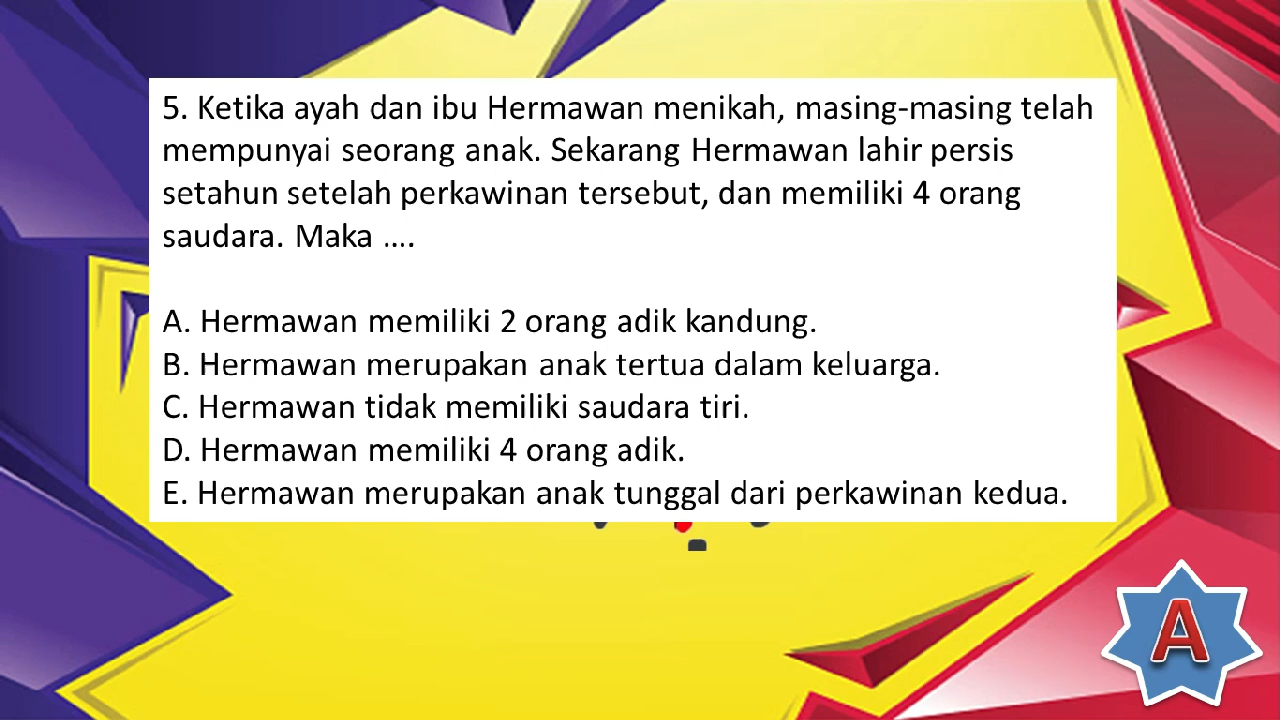 5. Ketika ayah dan ibu Hermawan menikah, masing-masing telah
mempunyai seorang anak. Sekarang Hermawan lahir persis
setahun setelah perkawinan tersebut, dan memiliki 4 orang
saudara. Maka ....
A. Hermawan memiliki 2 orang adik kandung.
B. Hermawan merupakan anak tertua dalam keluarga.
C. Hermawan tidak memiliki saudara tiri.
D. Hermawan memiliki 4 orang adik.
E. Hermawan merupakan anak tunggal dari perkawinan kedua.
A